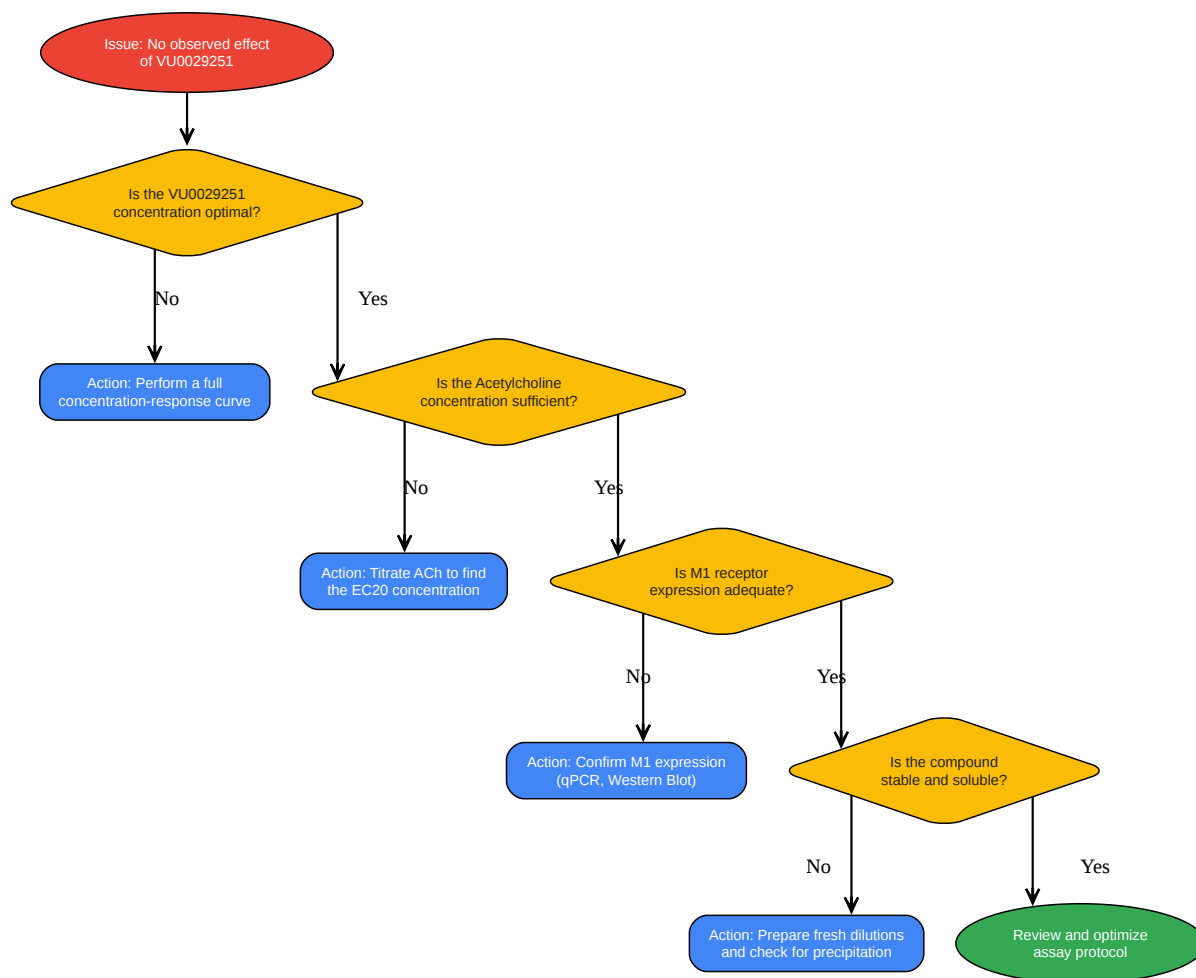 Issue: No observed effect
of VU0029251
Is the VU0029251
concentration optimal?
No
Yes
Action: Perform a full
concentration-response curve
Is the Acetylcholine
concentration sufficient?
No
Yes
Action: Titrate ACh to find
the EC20 concentration
Is M1 receptor
expression adequate?
No
Yes
Action: Confirm M1 expression
(qPCR, Western Blot)
Is the compound
stable and soluble?
No
Yes
Action: Prepare fresh dilutions
and check for precipitation
Review and optimize
assay protocol